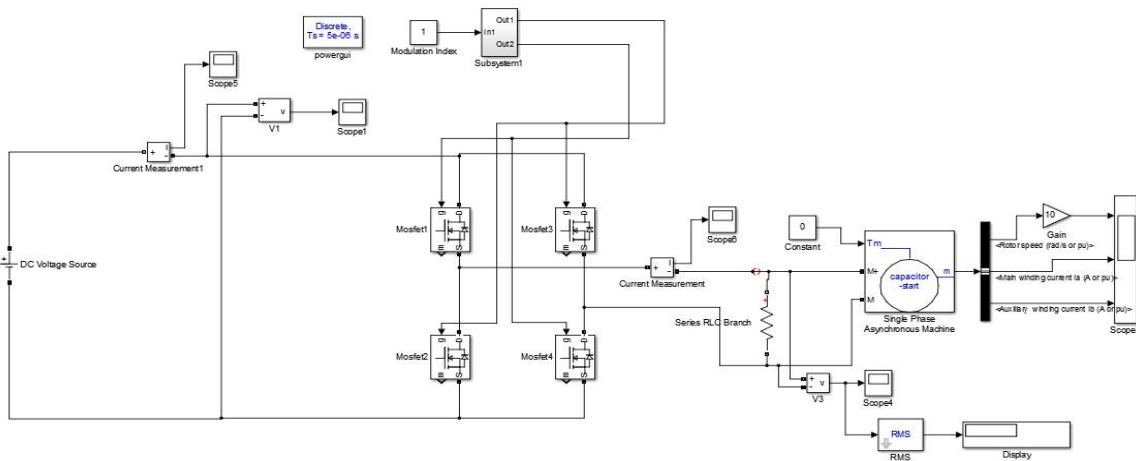 Discrete,
Ts = 5e-06 s
powergui
1
Modulation Index
In1
Out1
Out2
Subsystem1
Scope5
+
-
v
V1
Scope1
+
i
-
Current Measurement1
+
DC Voltage Source
g
D
Mosfet1
m
S
g
D
Mosfet3
m
S
g
D
Mosfet2
m
S
g
D
Mosfet4
m
S
+
i
-
Current Measurement
Scope6
+
Series RLC Branch
0
Constant
Tm
M+
M
capacitor
-start
m
Single Phase
Asynchronous Machine
10
Gain
<Rotor speed (rad/s or pu)>
<Main winding current Ia (A or pu)>
<Auxiliary winding current Ib (A or pu)>
Scope
+
-
v
V3
Scope4
RMS
RMS
Display